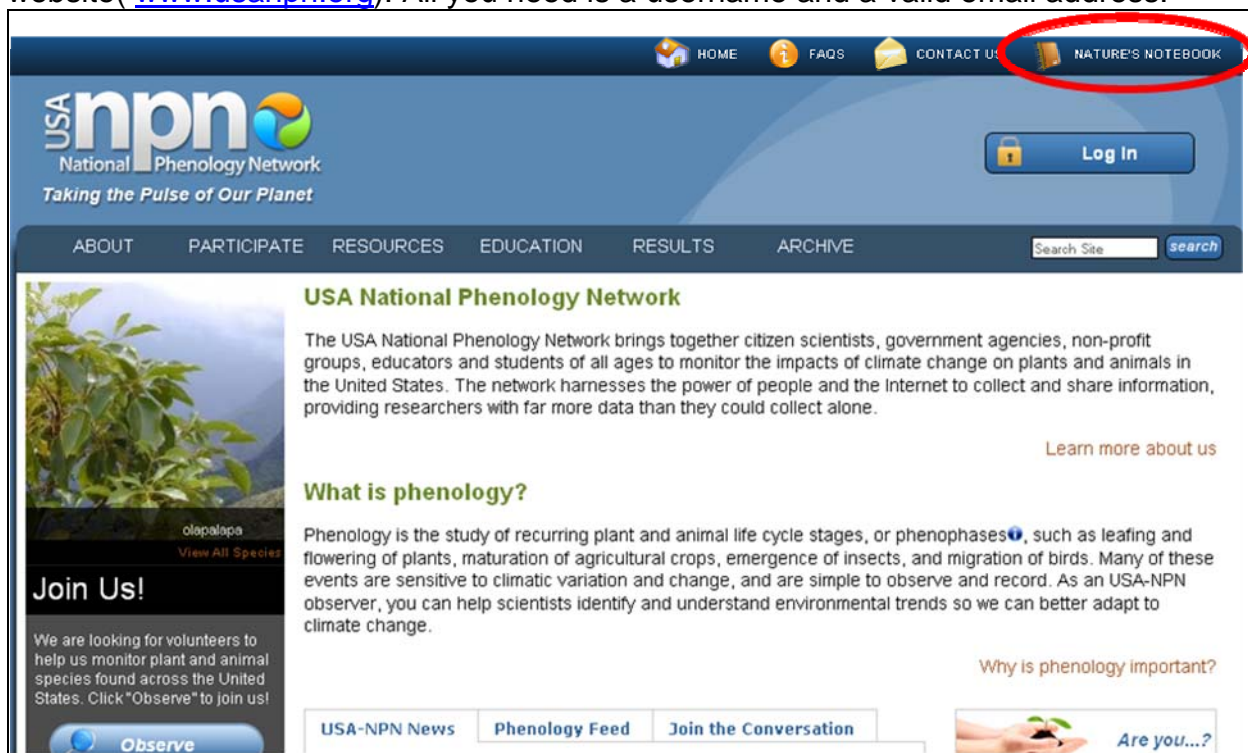 website( www.usanpn.org). All you need is a username and a valid email address.
HOME FAQS CONTACT US NATURE'S NOTEBOOK
USA npn
National Phenology Network
Taking the Pulse of Our Planet
Log In
ABOUT PARTICIPATE RESOURCES EDUCATION RESULTS ARCHIVE Search Site search
USA National Phenology Network
The USA National Phenology Network brings together citizen scientists, government agencies, non-profit
groups, educators and students of all ages to monitor the impacts of climate change on plants and animals in
the United States. The network harnesses the power of people and the Internet to collect and share information,
providing researchers with far more data than they could collect alone.
Learn more about us
What is phenology?
Phenology is the study of recurring plant and animal life cycle stages, or phenophases, such as leafing and
flowering of plants, maturation of agricultural crops, emergence of insects, and migration of birds. Many of these
events are sensitive to climatic variation and change, and are simple to observe and record. As an USA-NPN
observer, you can help scientists identify and understand environmental trends so we can better adapt to
climate change.
Why is phenology important?
olapalapa
View All Species
Join Us!
We are looking for volunteers to
help us monitor plant and animal
species found across the United
States. Click "Observe" to join us!
Observe
USA-NPN News Phenology Feed Join the Conversation
Are you...?